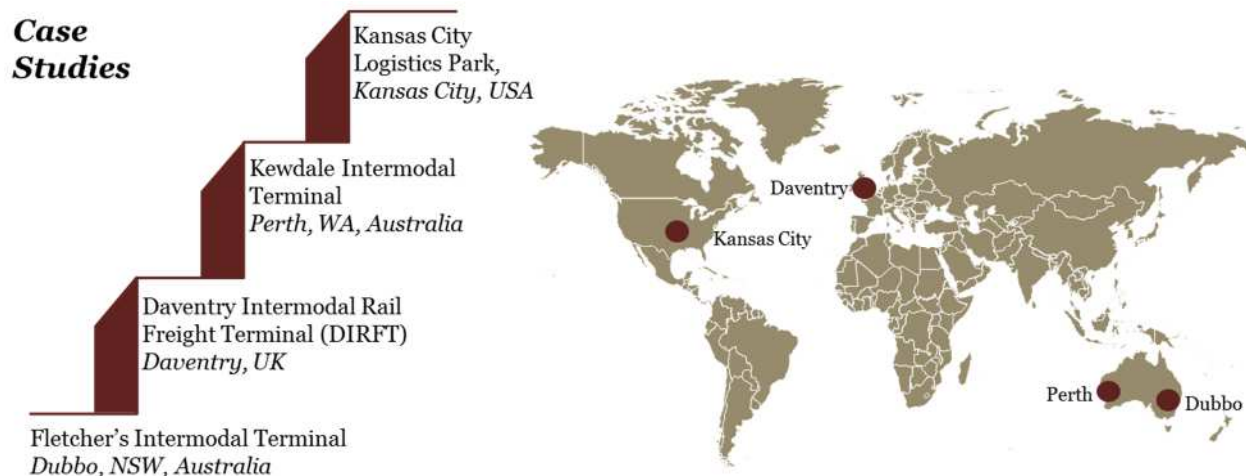 Case
Studies
Kansas City
Logistics Park,
Kansas City, USA
Kewdale Intermodal
Terminal
Perth, WA, Australia
Daventry Intermodal Rail
Freight Terminal (DIRFT)
Daventry, UK
Fletcher's Intermodal Terminal
Dubbo, NSW, Australia
Daventry
Kansas City
Perth
Dubbo